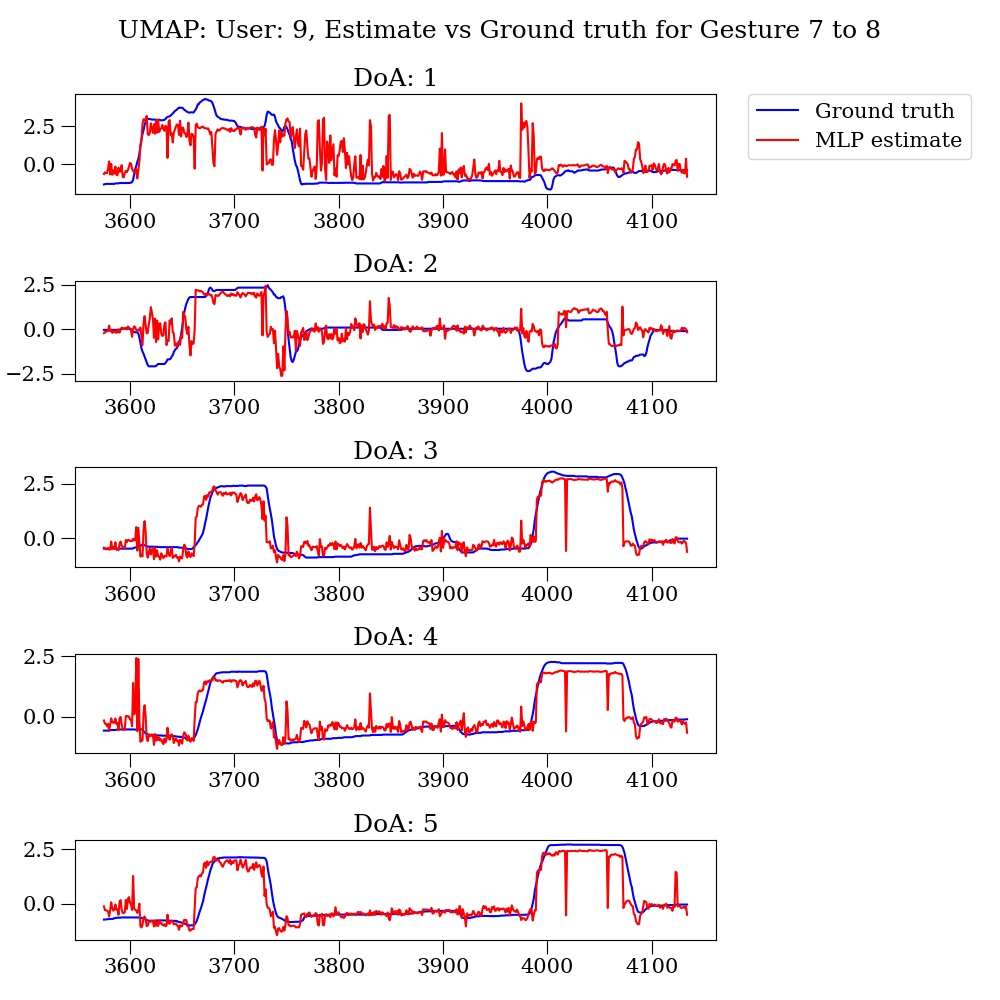 UMAP: User: 9, Estimate vs Ground truth for Gesture 7 to 8
DoA: 1
Ground truth
MLP estimate
2.5
0.0
3600 3700 3800 3900 4000 4100
DoA: 2
2.5
0.0
−2.5
3600 3700 3800 3900 4000 4100
DoA: 3
2.5
0.0
3600 3700 3800 3900 4000 4100
DoA: 4
2.5
0.0
3600 3700 3800 3900 4000 4100
DoA: 5
2.5
0.0
3600 3700 3800 3900 4000 4100